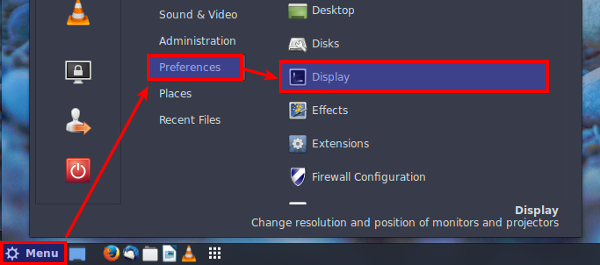 Sound & Video
Administration
Preferences
Places
Recent Files
Desktop
Disks
Display
Effects
Extensions
Firewall Configuration
Display
Change resolution and position of monitors and projectors
Menu